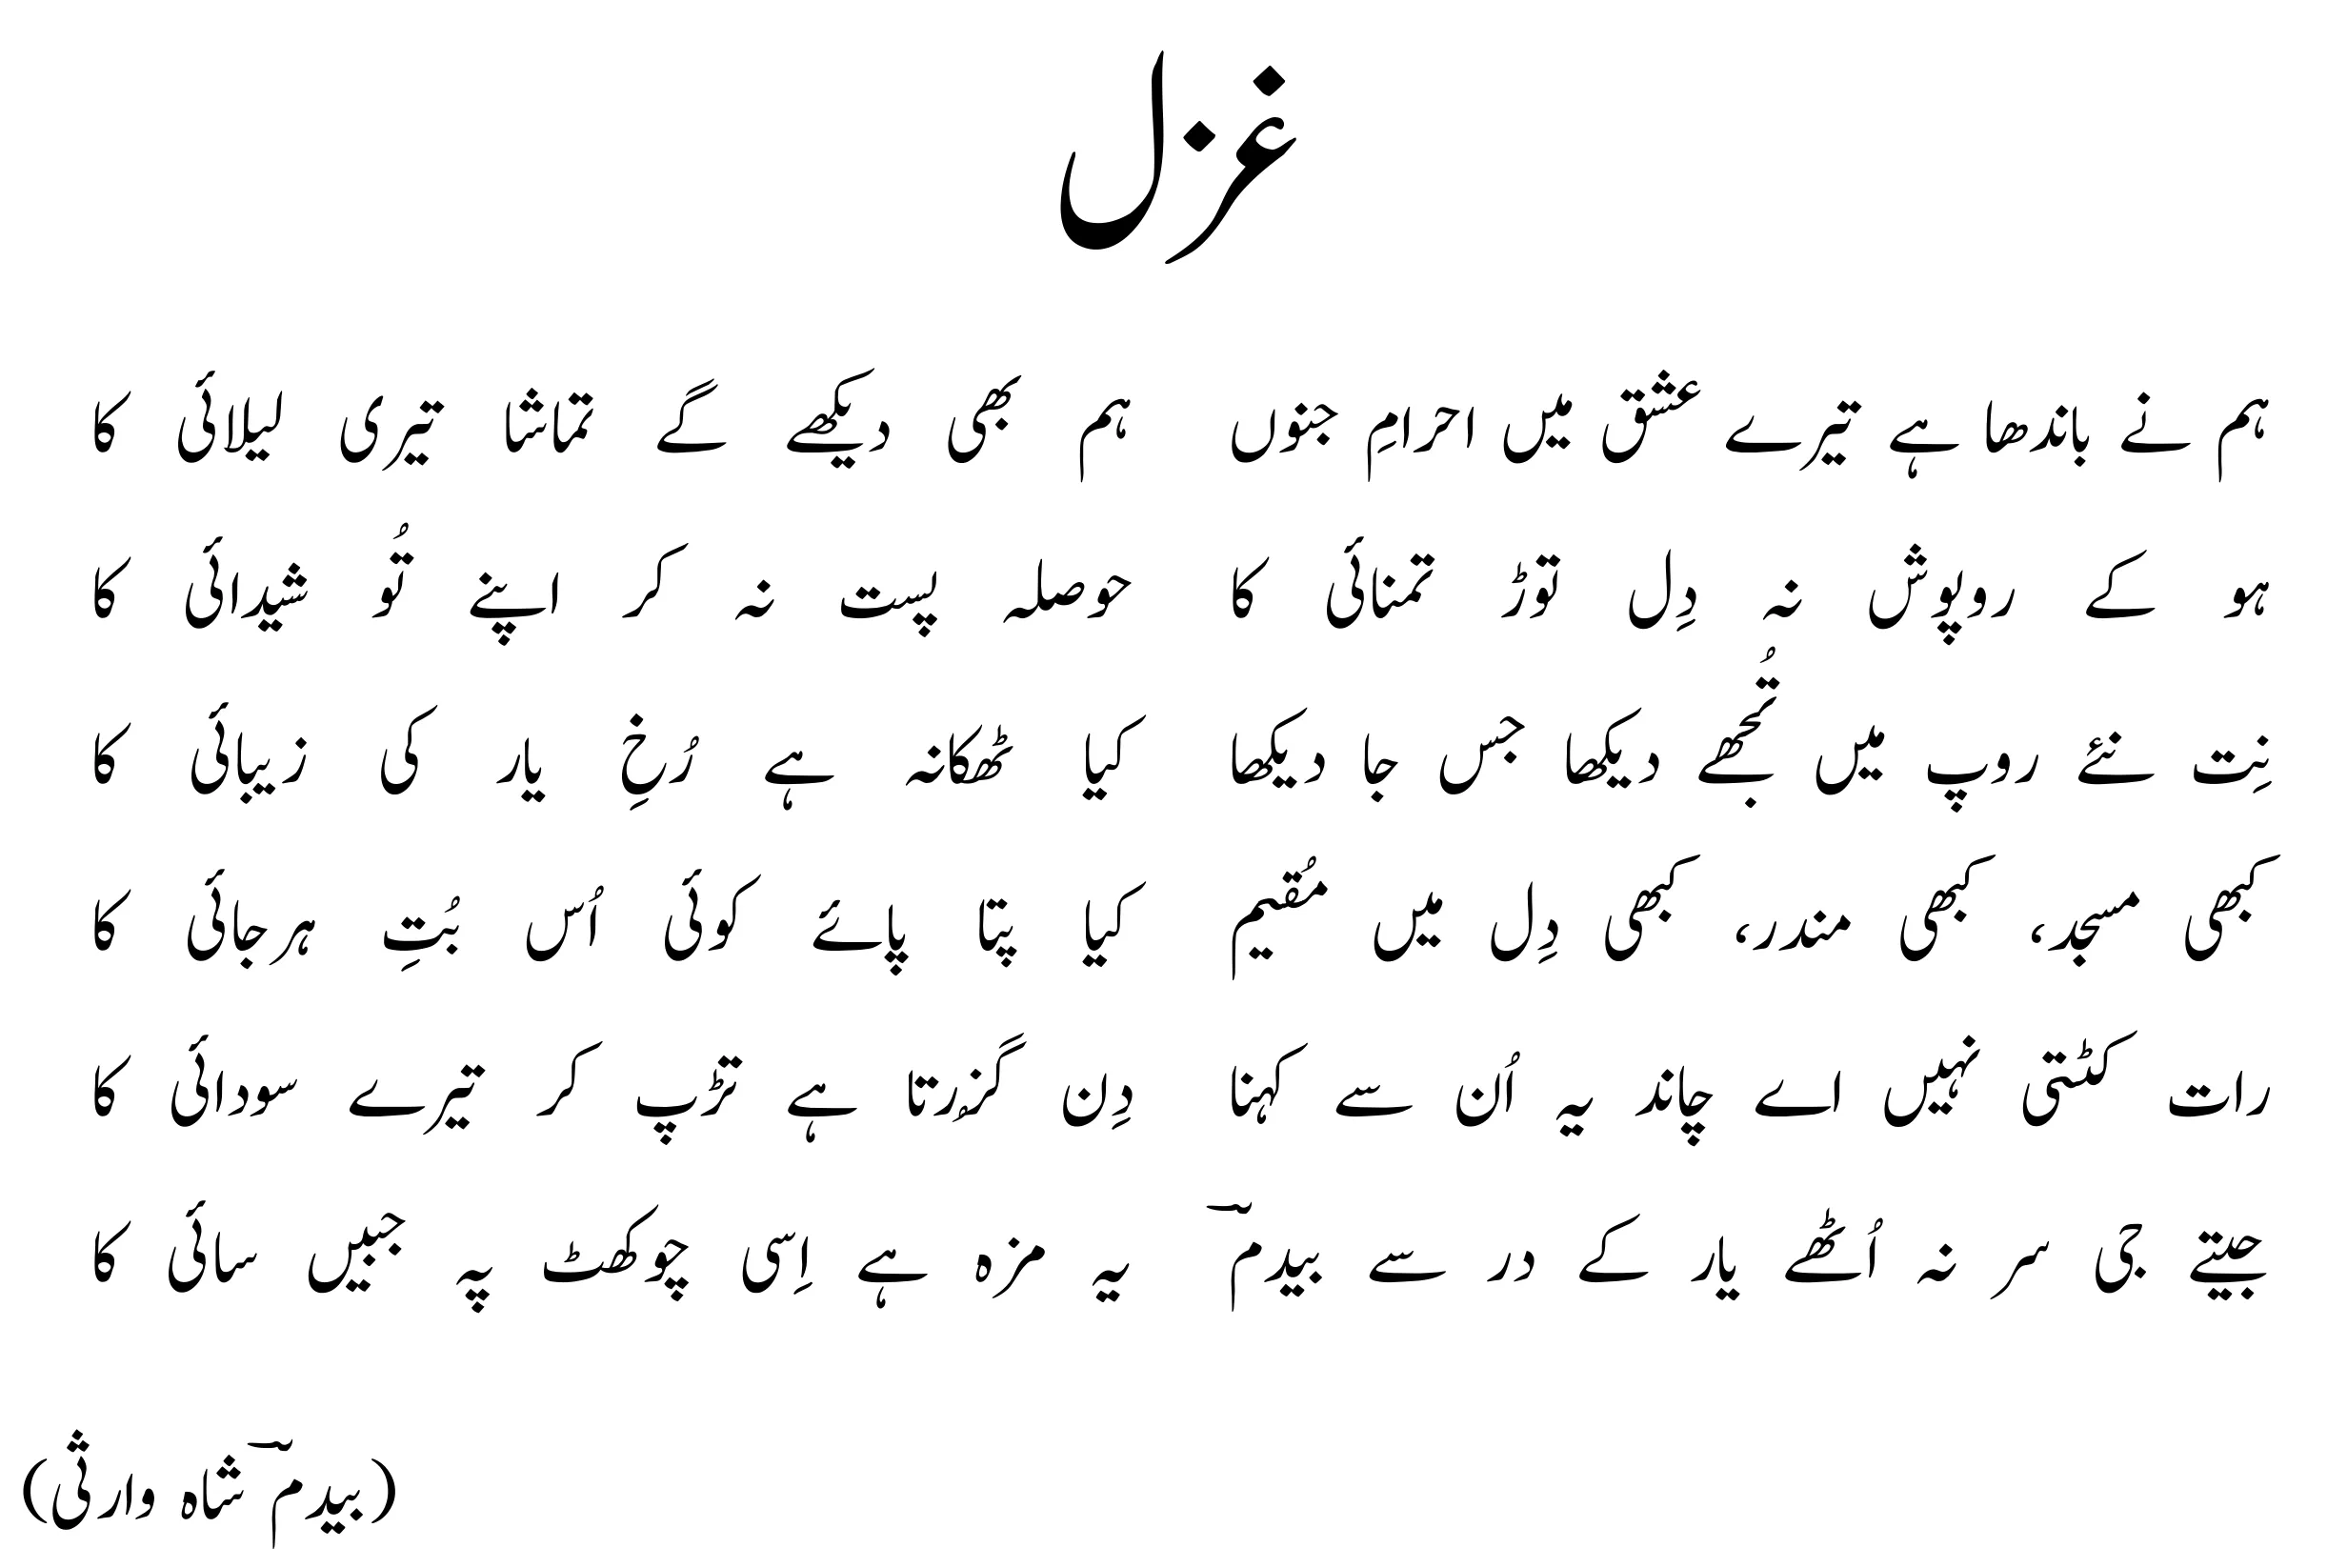 غزل
ہم نے باندھا ہے تیرے عشق میں احرامِ جنوں ہم بھی دیکھے گے تماشا تیری لیلائی کا
ہو کے روپوش نہ دِل توڑ تمنائی کا حوصلہ پست نہ کر اپنے تُو شیدائی کا
نِت نئے روپ میں تُجھے دیکھا جس جا دیکھا کیا ٹھکانہ ہے رُخِ یار کی زیبائی کا
کبھی مسجد، کبھی مندر، کبھی دِل میں مُقیم کیا پتہ پائے کوئی اُس بُتِ ہرجائی کا
رات کٹتی نہیں اے چاند یہ اُن سے کہنا دِن گُزرتا ہے تڑپ کر تیرے سودائی کا
جیتے جی سر نہ اُٹھے یار کے در سے بیدمؔ یہ مزہ ہے اِسی چوکھٹ پہ جبیں سائی کا
(بیدمؔ شاہ وارثی)